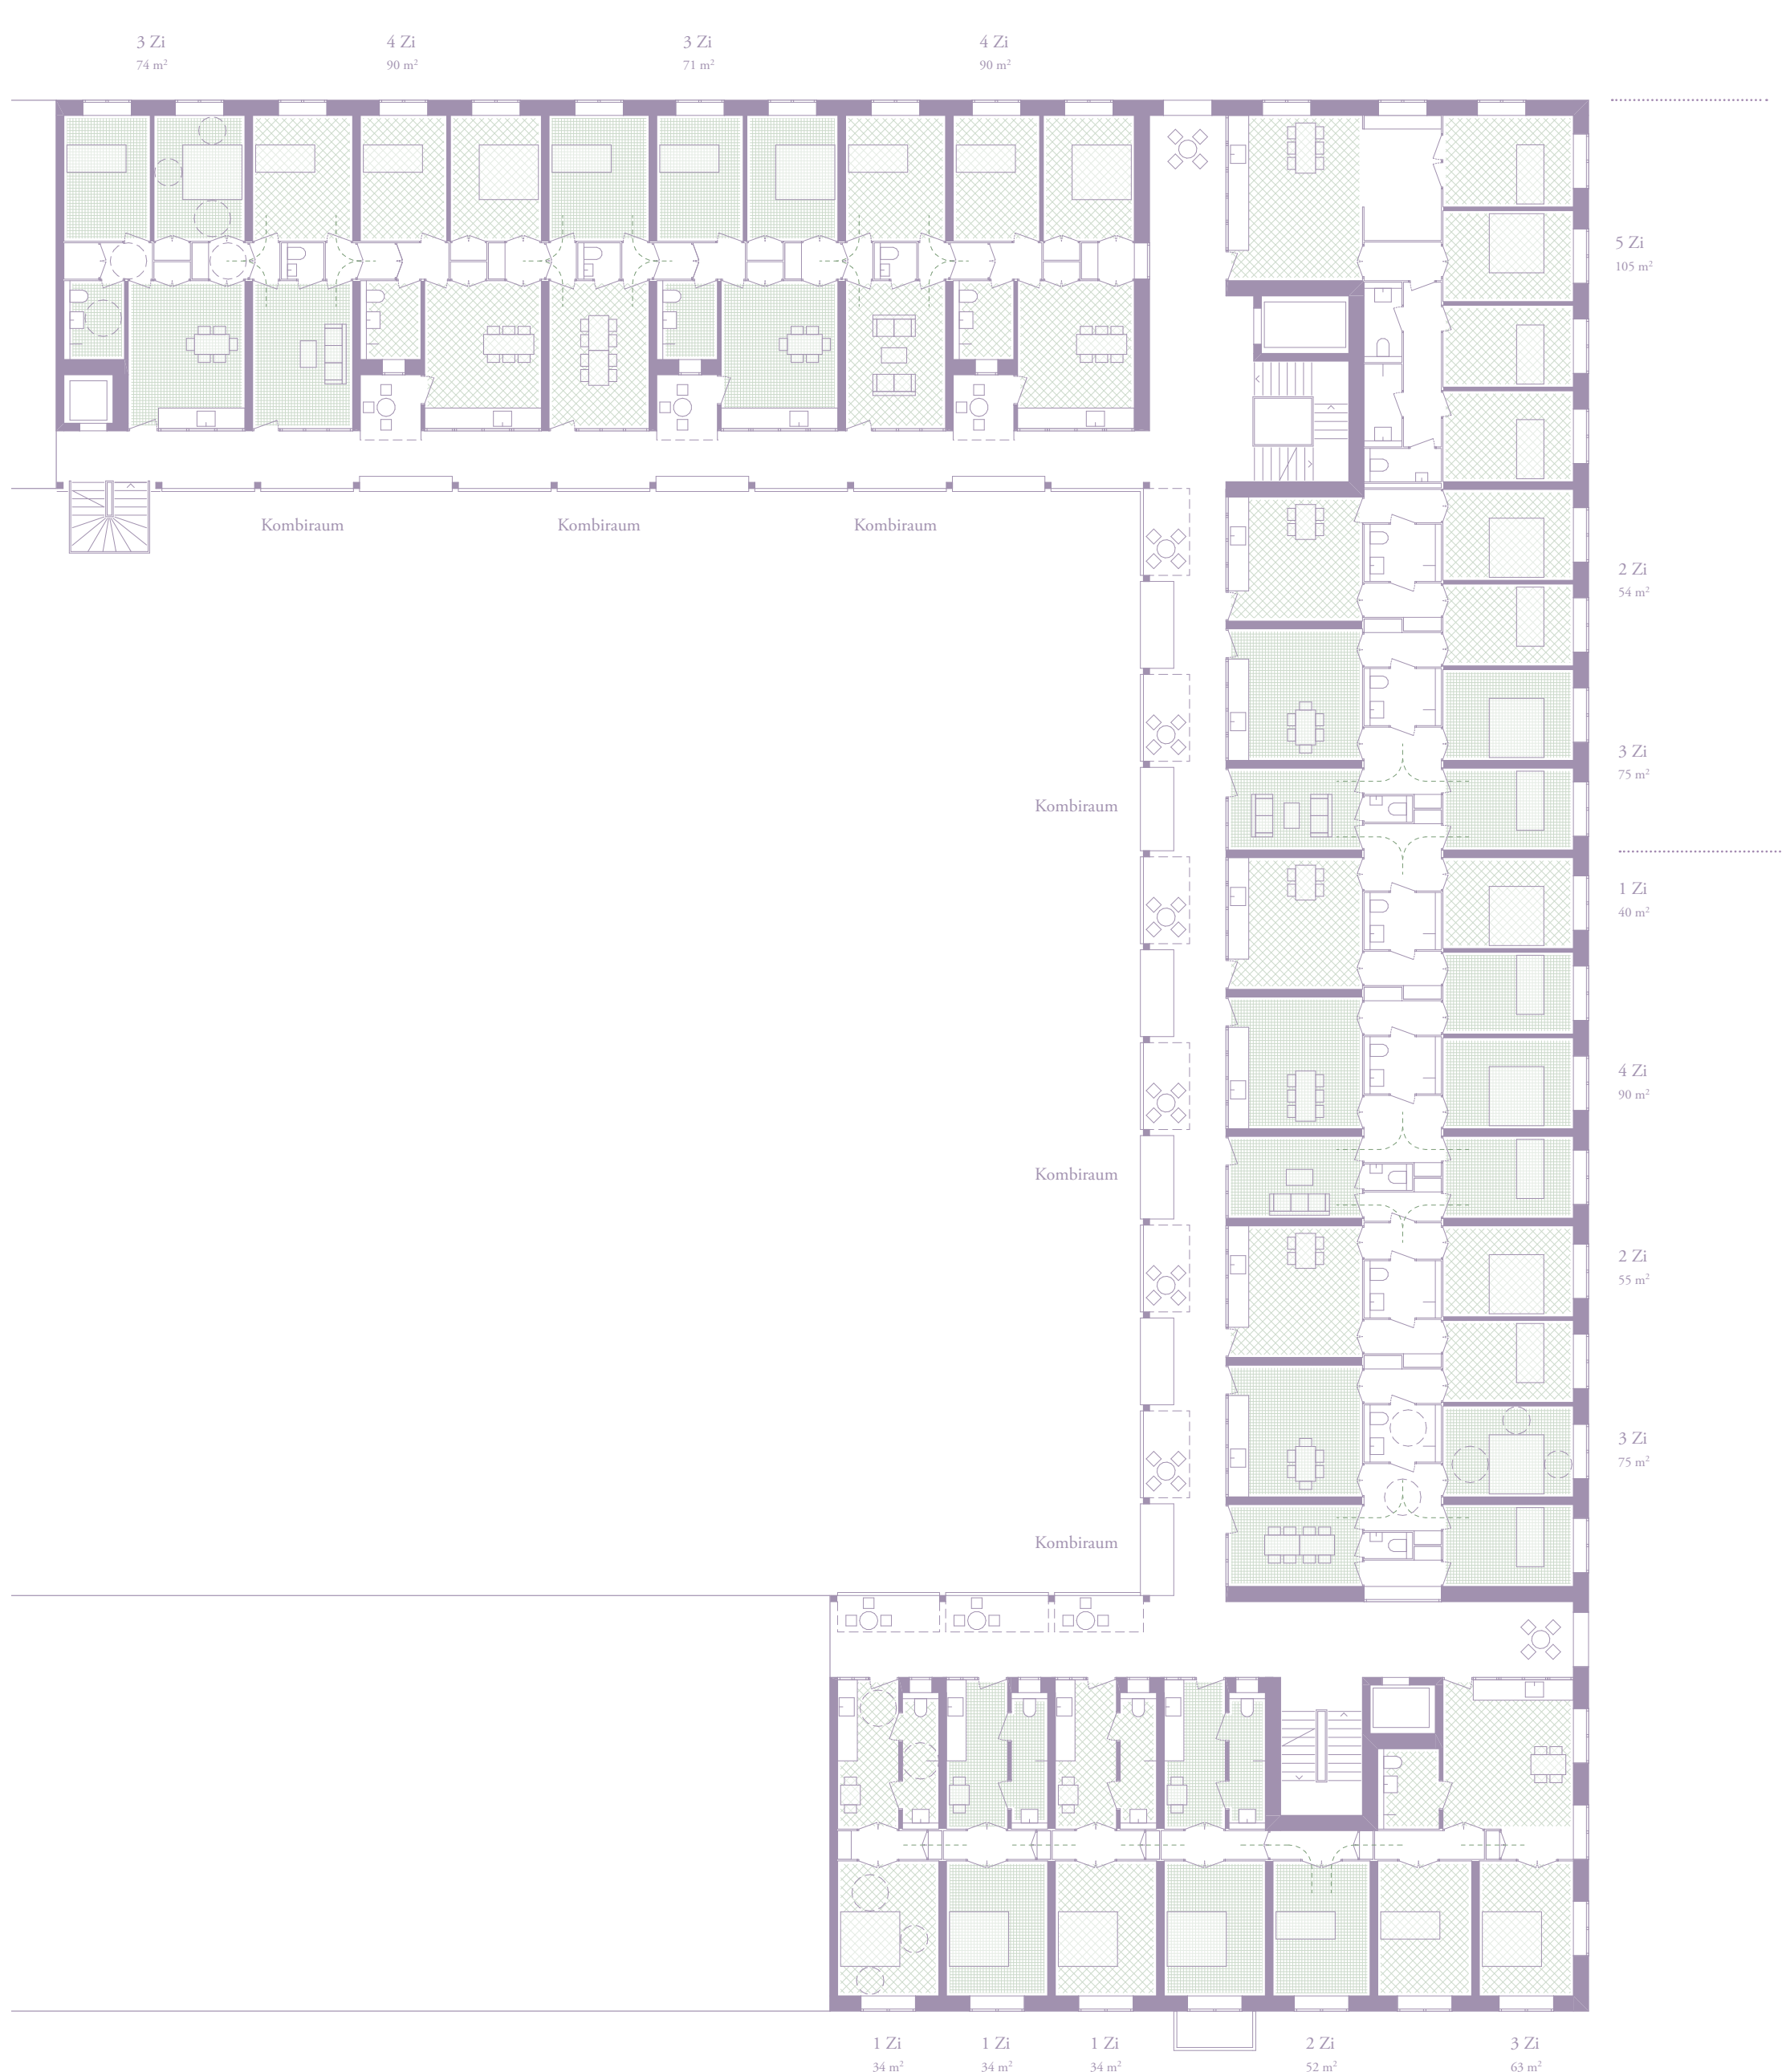 3 Zi
74 m²
4 Zi
90 m²
3 Zi
71 m²
4 Zi
90 m²
5 Zi
105 m²
Kombiraum
Kombiraum
Kombiraum
2 Zi
54 m²
3 Zi
75 m²
Kombiraum
1 Zi
40 m²
4 Zi
90 m²
Kombiraum
2 Zi
55 m²
3 Zi
75 m²
Kombiraum
1 Zi
34 m²
1 Zi
34 m²
1 Zi
34 m²
2 Zi
52 m²
3 Zi
63 m²